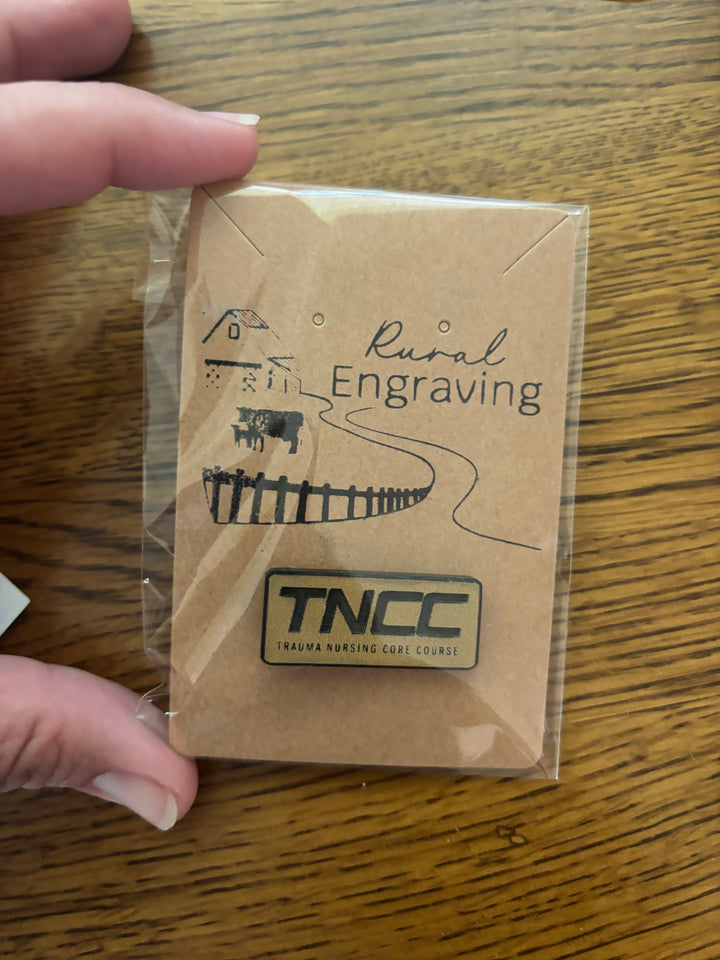 Rural
Engraving
TNCC
TRAUMA NURSING CORE COURSE